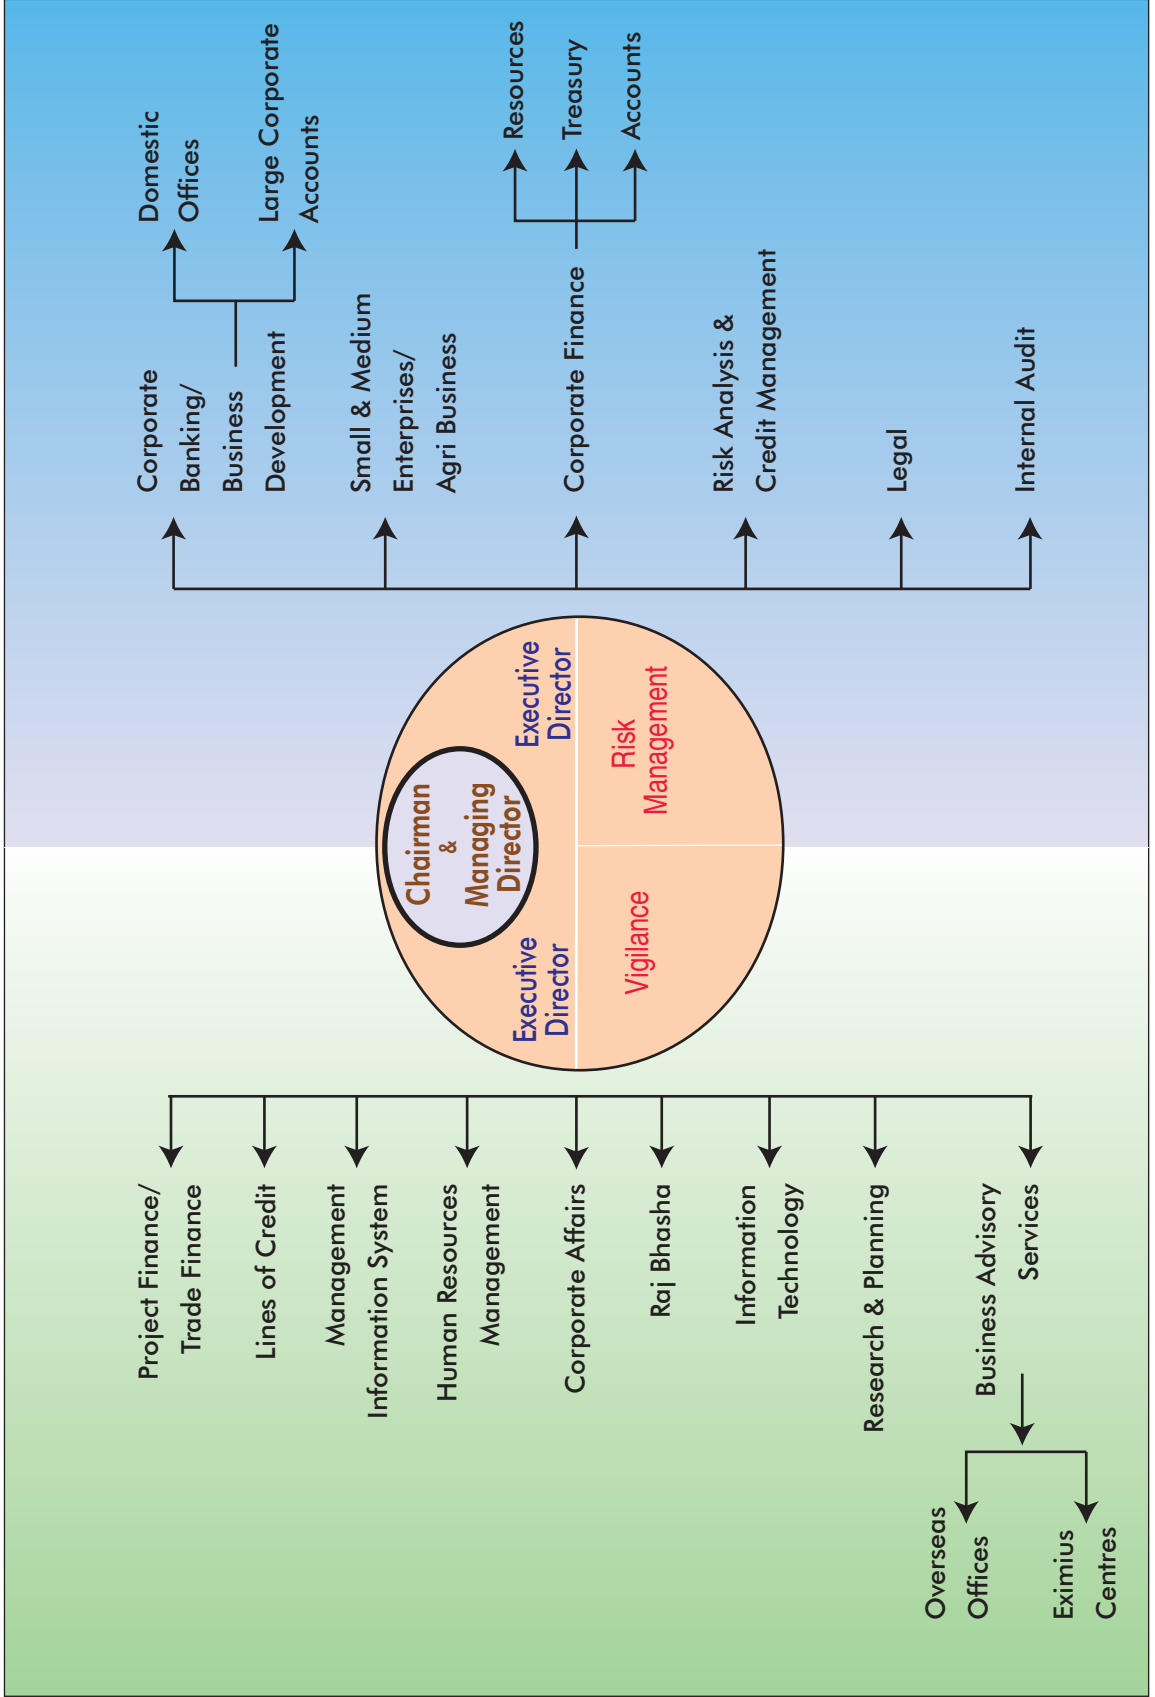 Project Finance/
Trade Finance
Lines of Credit
Management
Information System
Human Resources
Management
Corporate Affairs
Raj Bhasha
Information
Technology
Research & Planning
Business Advisory
Services
Overseas
Offices
Eximius
Centres
Chairman
&
Managing
Director
Executive
Director
Executive
Director
Vigilance
Risk
Management
Corporate
Banking/
Business
Development
Domestic
Offices
Large Corporate
Accounts
Small & Medium
Enterprises/
Agri Business
Corporate Finance
Resources
Treasury
Accounts
Risk Analysis &
Credit Management
Legal
Internal Audit